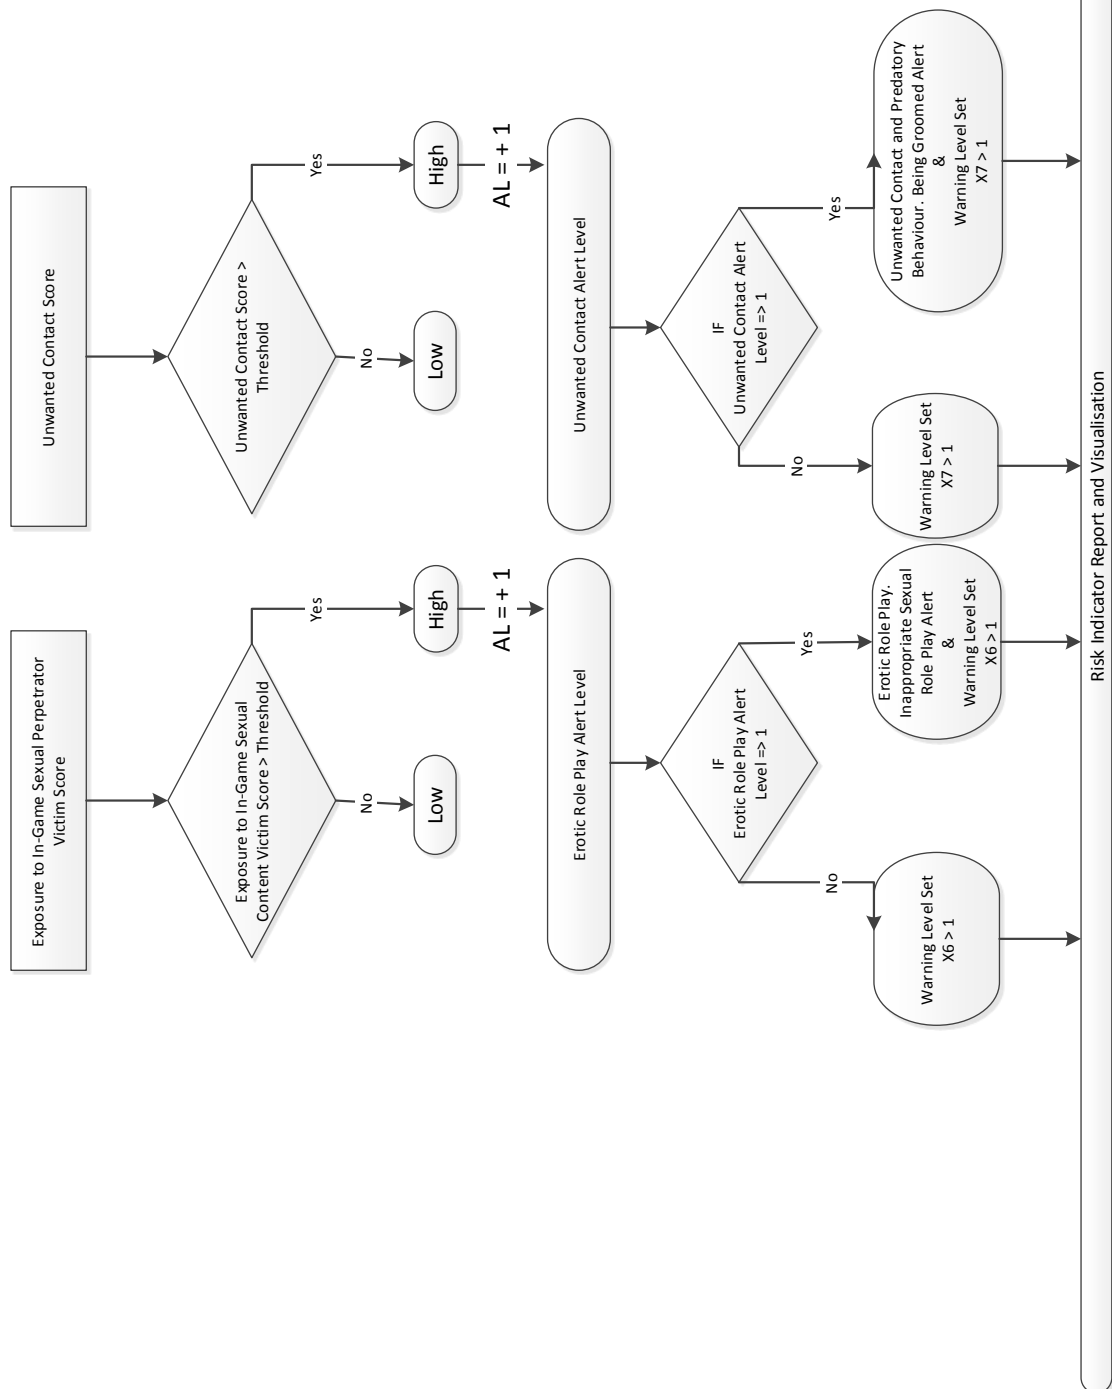 Exposure to In-Game Sexual Perpetrator
Victim Score
Exposure to In-Game Sexual
Content Victim Score > Threshold
Yes
No
High
Low
AL = + 1
Erotic Role Play Alert Level
IF
Erotic Role Play Alert
Level => 1
No
Yes
Warning Level Set
X6 > 1
Erotic Role Play.
Inappropriate Sexual
Role Play Alert
&
Warning Level Set
X6 > 1
Unwanted Contact Score
Unwanted Contact Score >
Threshold
Yes
No
High
Low
AL = + 1
Unwanted Contact Alert Level
IF
Unwanted Contact Alert
Level => 1
No
Yes
Warning Level Set
X7 > 1
Unwanted Contact and Predatory
Behaviour. Being Groomed Alert
&
Warning Level Set
X7 > 1
Risk Indicator Report and Visualisation